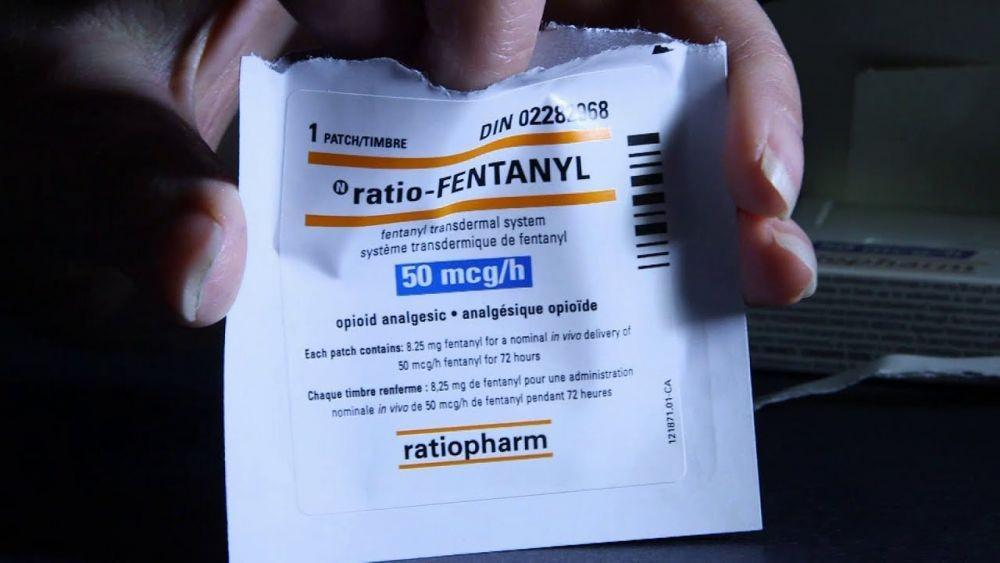 1 PATCH/TIMBRE
DIN 02282968
N ratio-FENTANYL
fentanyl transdermal system
système transdermique de fentanyl
50 mcg/h
opioid analgesic • analgésique opioïde
Each patch contains: 8.25 mg fentanyl for a nominal in vivo delivery of
50 mcg/h fentanyl for 72 hours
Chaque timbre renferme : 8,25 mg de fentanyl pour une administration
nominale in vivo de 50 mcg/h de fentanyl pendant 72 heures
ratiopharm
121871.01-CA